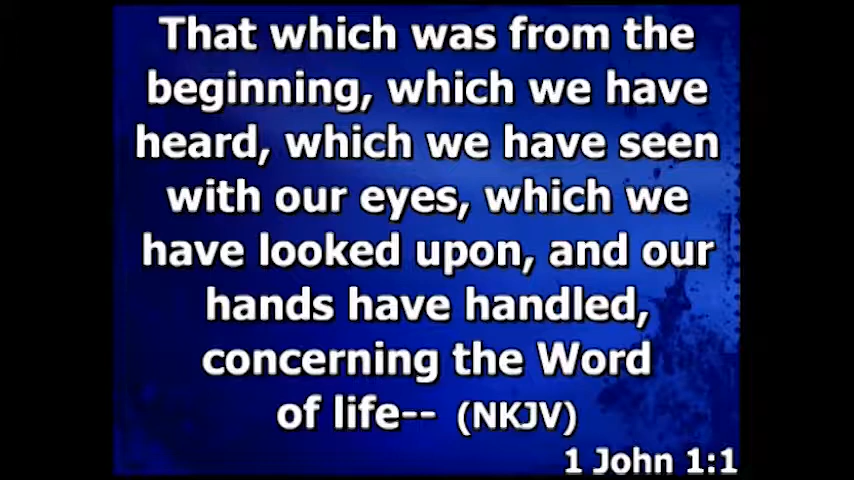 That which was from the
beginning, which we have
heard, which we have seen
with our eyes, which we
have looked upon, and our
hands have handled,
concerning the Word
of life-- (NKJV)
1 John 1:1